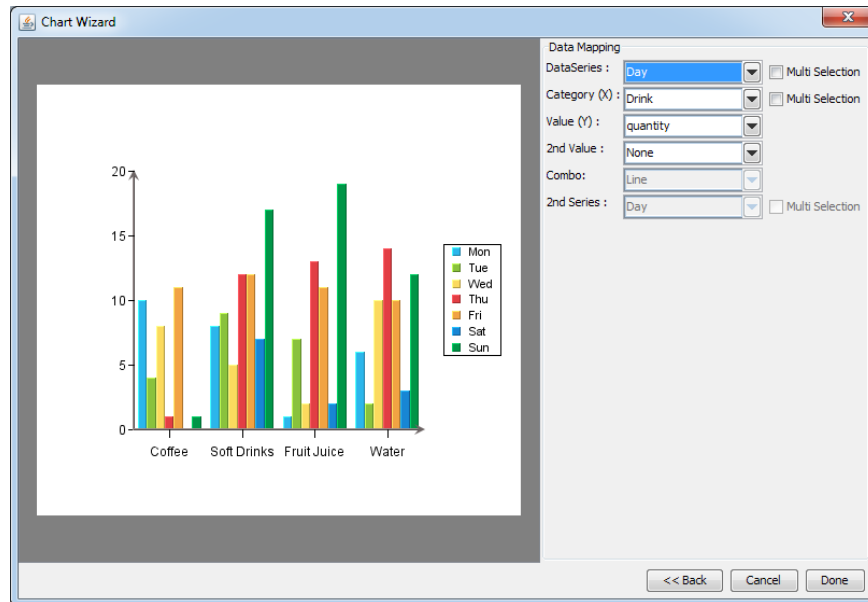 Chart Wizard
Data Mapping
DataSeries : Day Multi Selection
Category (X) : Drink Multi Selection
Value (Y) : quantity
2nd Value : None
Combo: Line
2nd Series : Day Multi Selection
20
15
10
5
0
Coffee Soft Drinks Fruit Juice Water
Mon
Tue
Wed
Thu
Fri
Sat
Sun
<< Back Cancel Done